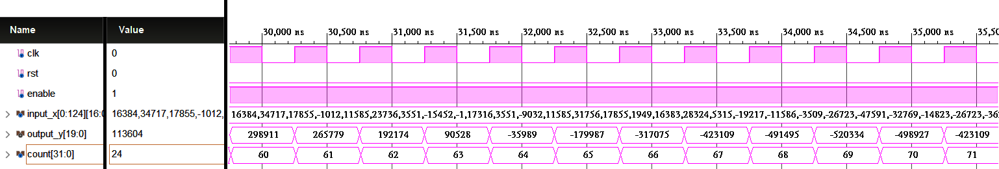 Name Value
30,000 ns 30,500 ns 31,000 ns 31,500 ns 32,000 ns 32,500 ns 33,000 ns 33,500 ns 34,000 ns 34,500 ns 35,000 ns 35,50
clk 0
rst 0
enable 1
input_x[0:124][16:0 16384,34717,17855,-1012, 16384,34717,17855,-1012,11585,23736,3551,-15452,-1,17316,3551,-9032,11585,31756,17855,1949,16383,28324,5315,-19217,-11586,-3509,-26723,-47591,-32769,-14823,-26723,-36
output_y[19:0] 113604 298911 265779 192174 90528 -35989 -179987 -317075 -423109 -491495 -520334 -498927 -423109
count[31:0] 24 60 61 62 63 64 65 66 67 68 69 70 71